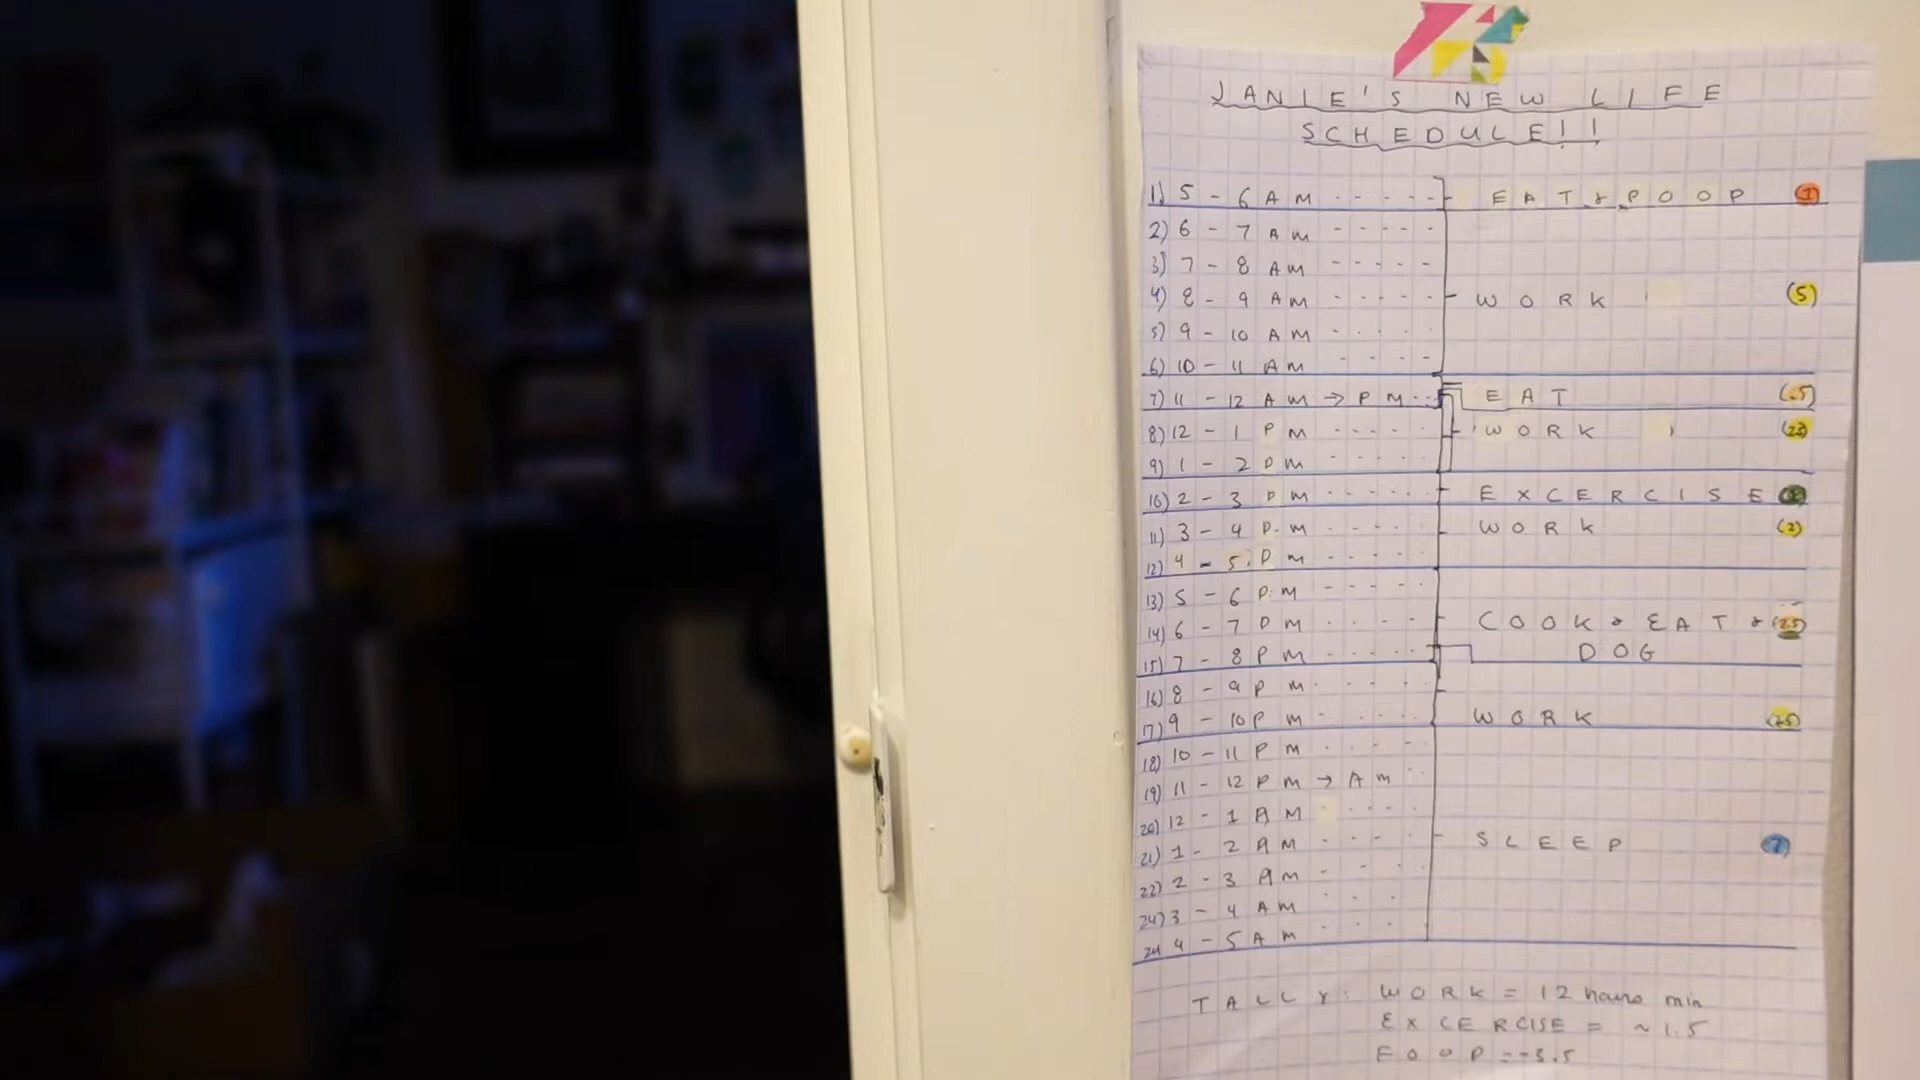 JANIE'S NEW LIFE
SCHEDULE!!
1) 5 - 6 AM ----- EAT & POOP (1)
2) 6 - 7 AM -----
3) 7 - 8 AM -----
4) 8 - 9 AM ----- WORK (5)
5) 9 - 10 AM -----
6) 10 - 11 AM ----
7) 11 - 12 AM → PM -- EAT (.5)
8) 12 - 1 PM ----- WORK
9) 1 - 2 PM -----
10) 2 - 3 PM ----- EXCERCISE
11) 3 - 4 PM ----- WORK (2)
12) 4 - 5 PM ----
13) 5 - 6 PM ----
14) 6 - 7 PM ---- COOK & EAT & (2.5)
15) 7 - 8 PM ----- DOG
16) 8 - 9 PM ----
17) 9 - 10 PM ---- WORK
18) 10 - 11 PM ----
19) 11 - 12 PM → AM --
20) 12 - 1 AM ----
21) 1 - 2 AM ---- SLEEP (7)
22) 2 - 3 AM ----
24) 3 - 4 AM ---
24 4 - 5 AM ---
TALLY: WORK = 12 hours min
EXCERCISE = ~1.5
FOOD = ~3.5